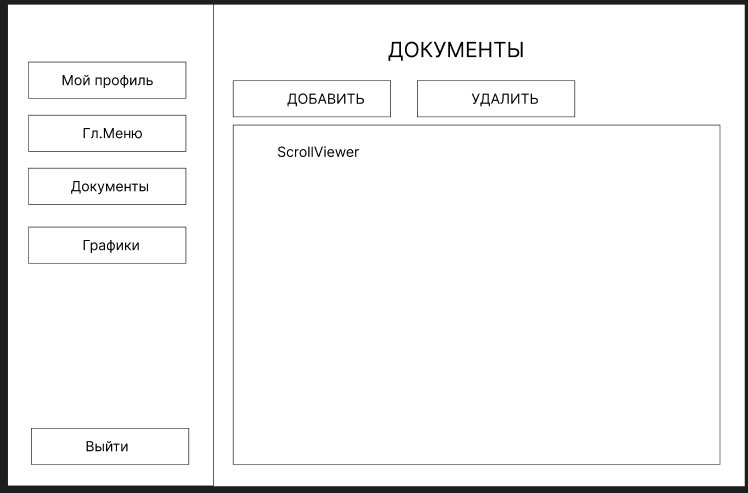 Мой профиль
Гл.Меню
Документы
Графики
Выйти
ДОКУМЕНТЫ
ДОБАВИТЬ
УДАЛИТЬ
ScrollViewer